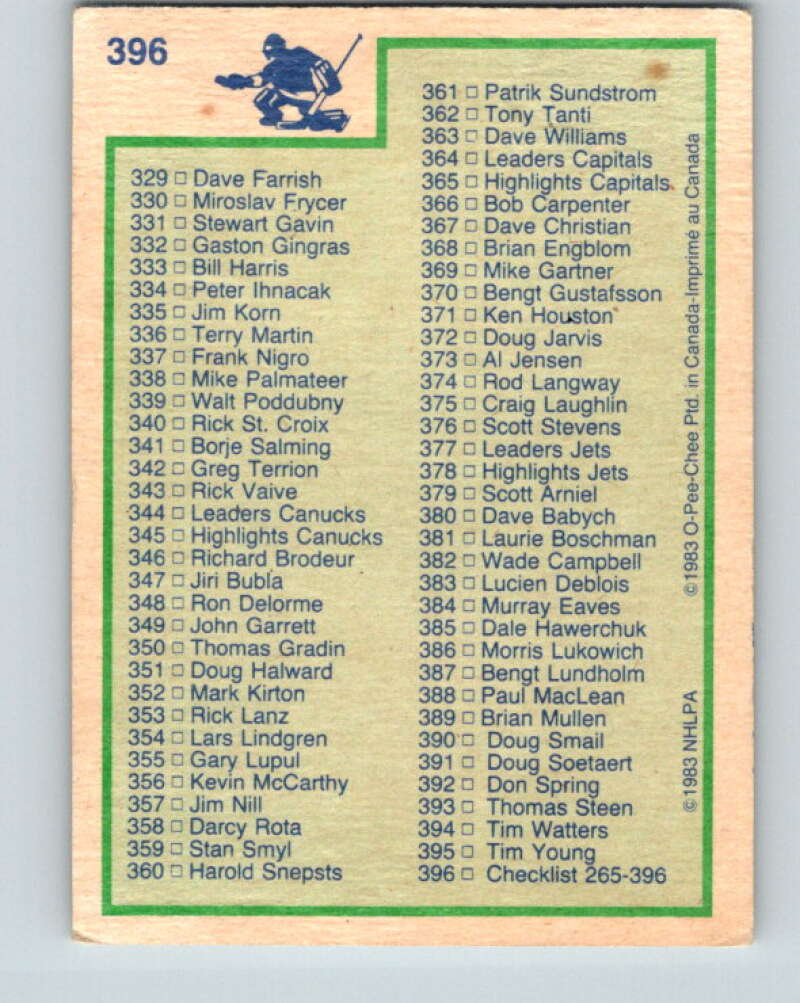 396
329 □ Dave Farrish
330 □ Miroslav Frycer
331 □ Stewart Gavin
332 □ Gaston Gingras
333 □ Bill Harris
334 □ Peter Ihnacak
335 □ Jim Korn
336 □ Terry Martin
337 □ Frank Nigro
338 □ Mike Palmateer
339 □ Walt Poddubny
340 □ Rick St. Croix
341 □ Borje Salming
342 □ Greg Terrion
343 □ Rick Vaive
344 □ Leaders Canucks
345 □ Highlights Canucks
346 □ Richard Brodeur
347 □ Jiri Bubla
348 □ Ron Delorme
349 □ John Garrett
350 □ Thomas Gradin
351 □ Doug Halward
352 □ Mark Kirton
353 □ Rick Lanz
354 □ Lars Lindgren
355 □ Gary Lupul
356 □ Kevin McCarthy
357 □ Jim Nill
358 □ Darcy Rota
359 □ Stan Smyl
360 □ Harold Snepsts
361 □ Patrik Sundstrom
362 □ Tony Tanti
363 □ Dave Williams
364 □ Leaders Capitals
365 □ Highlights Capitals
366 □ Bob Carpenter
367 □ Dave Christian
368 □ Brian Engblom
369 □ Mike Gartner
370 □ Bengt Gustafsson
371 □ Ken Houston
372 □ Doug Jarvis
373 □ Al Jensen
374 □ Rod Langway
375 □ Craig Laughlin
376 □ Scott Stevens
377 □ Leaders Jets
378 □ Highlights Jets
379 □ Scott Arniel
380 □ Dave Babych
381 □ Laurie Boschman
382 □ Wade Campbell
383 □ Lucien Deblois
384 □ Murray Eaves
385 □ Dale Hawerchuk
386 □ Morris Lukowich
387 □ Bengt Lundholm
388 □ Paul MacLean
389 □ Brian Mullen
390 □ Doug Smail
391 □ Doug Soetaert
392 □ Don Spring
393 □ Thomas Steen
394 □ Tim Watters
395 □ Tim Young
396 □ Checklist 265-396
©1983 NHLPA ©1983 O-Pee-Chee Ptd. in Canada-Imprimé au Canada